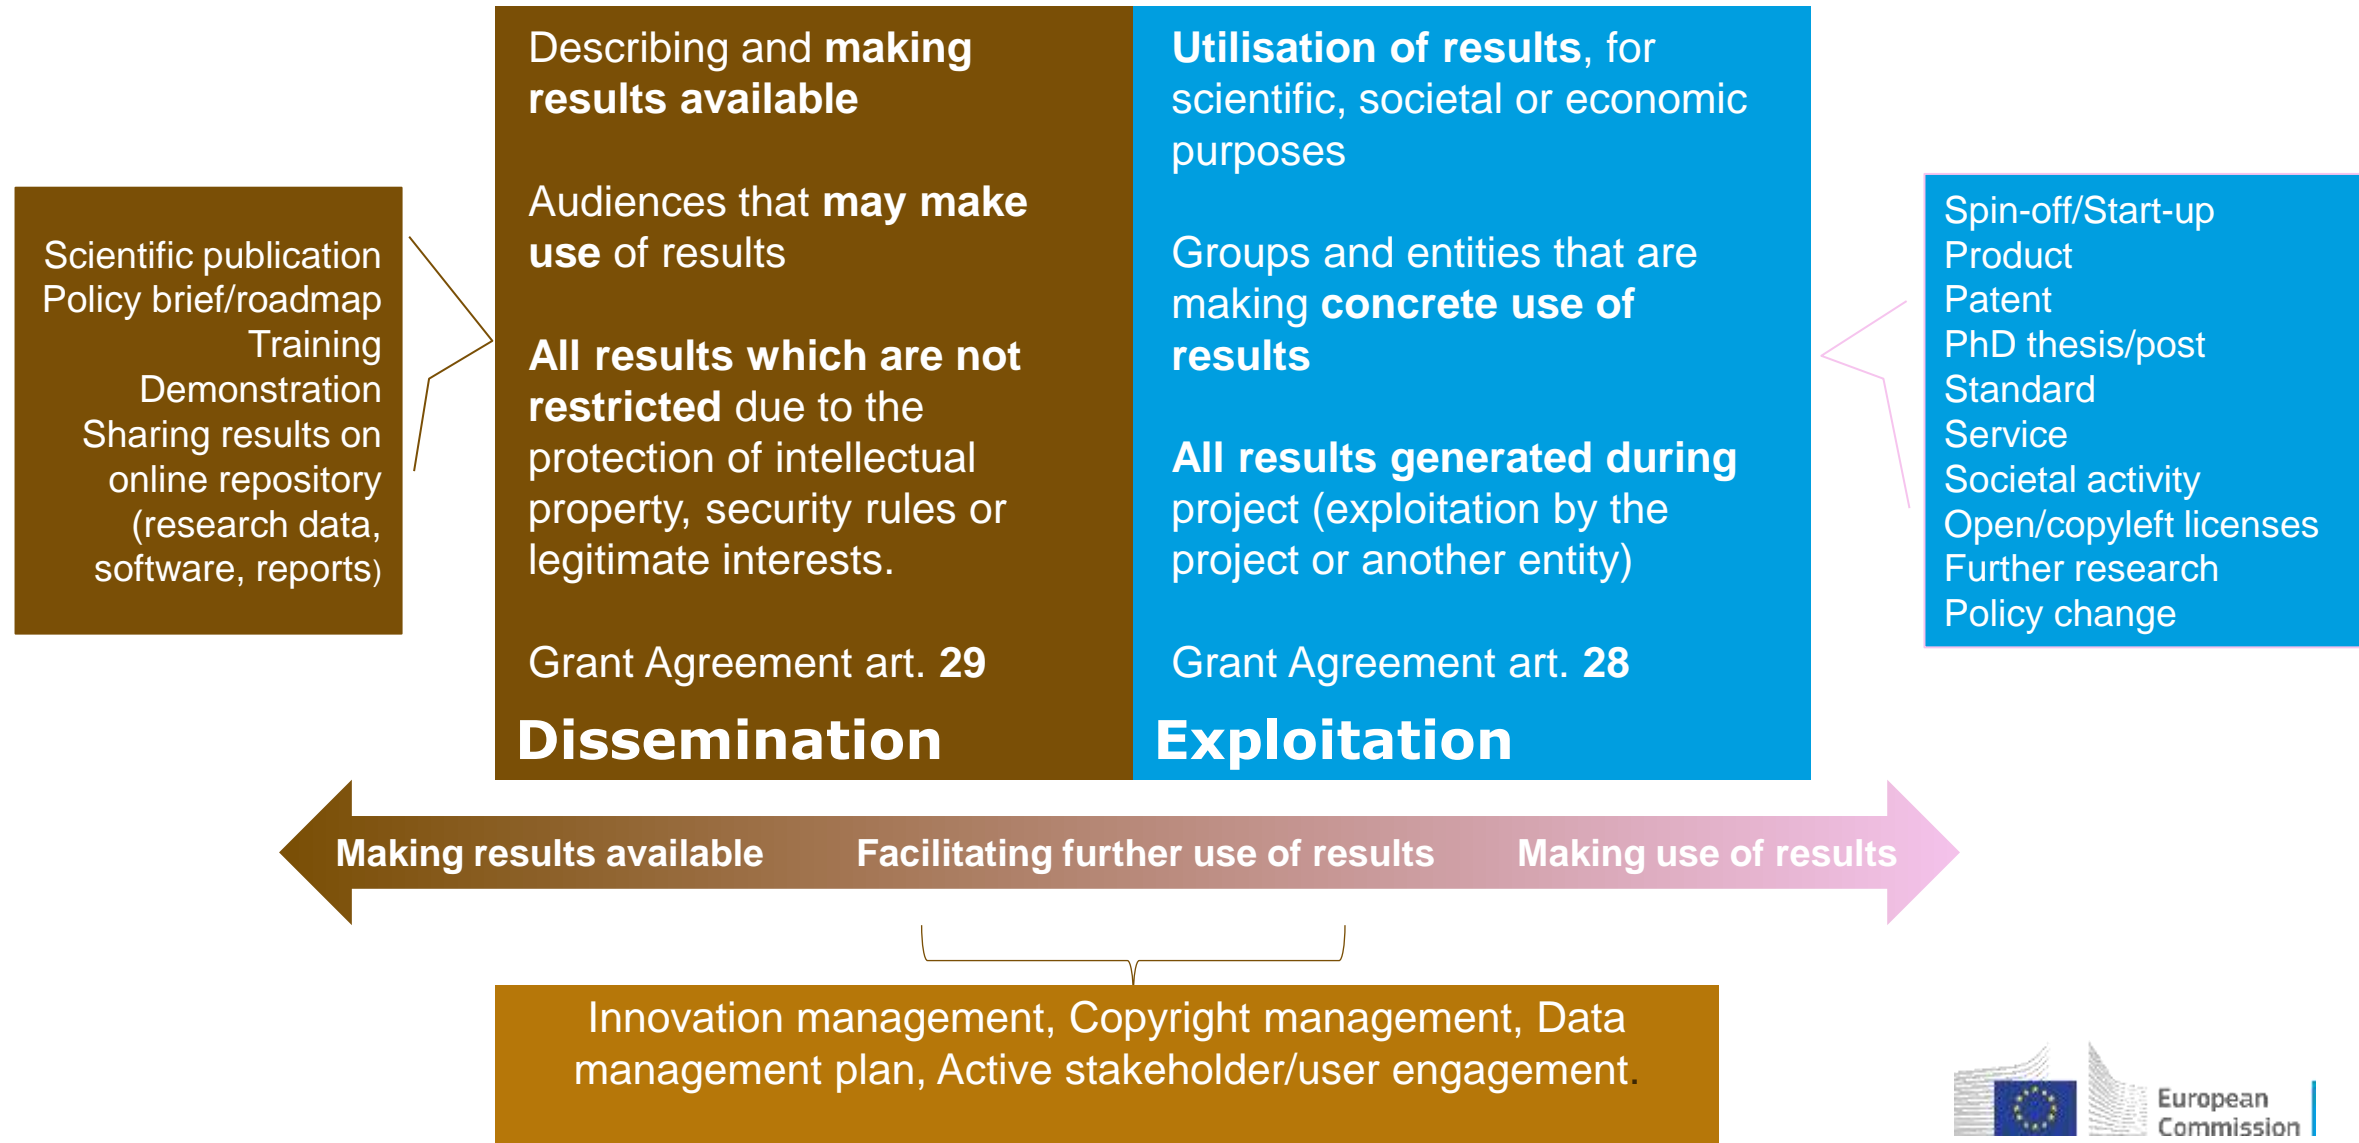 Describing and making
results available
Audiences that may make
use of results
All results which are not
restricted due to the
protection of intellectual
property, security rules or
legitimate interests.
Grant Agreement art. 29
Dissemination
Utilisation of results, for
scientific, societal or economic
purposes
Groups and entities that are
making concrete use of
results
All results generated during
project (exploitation by the
project or another entity)
Grant Agreement art. 28
Exploitation
Scientific publication
Policy brief/roadmap
Training
Demonstration
Sharing results on
online repository
(research data,
software, reports)
Spin-off/Start-up
Product
Patent
PhD thesis/post
Standard
Service
Societal activity
Open/copyleft licenses
Further research
Policy change
Making results available
Facilitating further use of results
Making use of results
Innovation management, Copyright management, Data
management plan, Active stakeholder/user engagement.
European
Commission